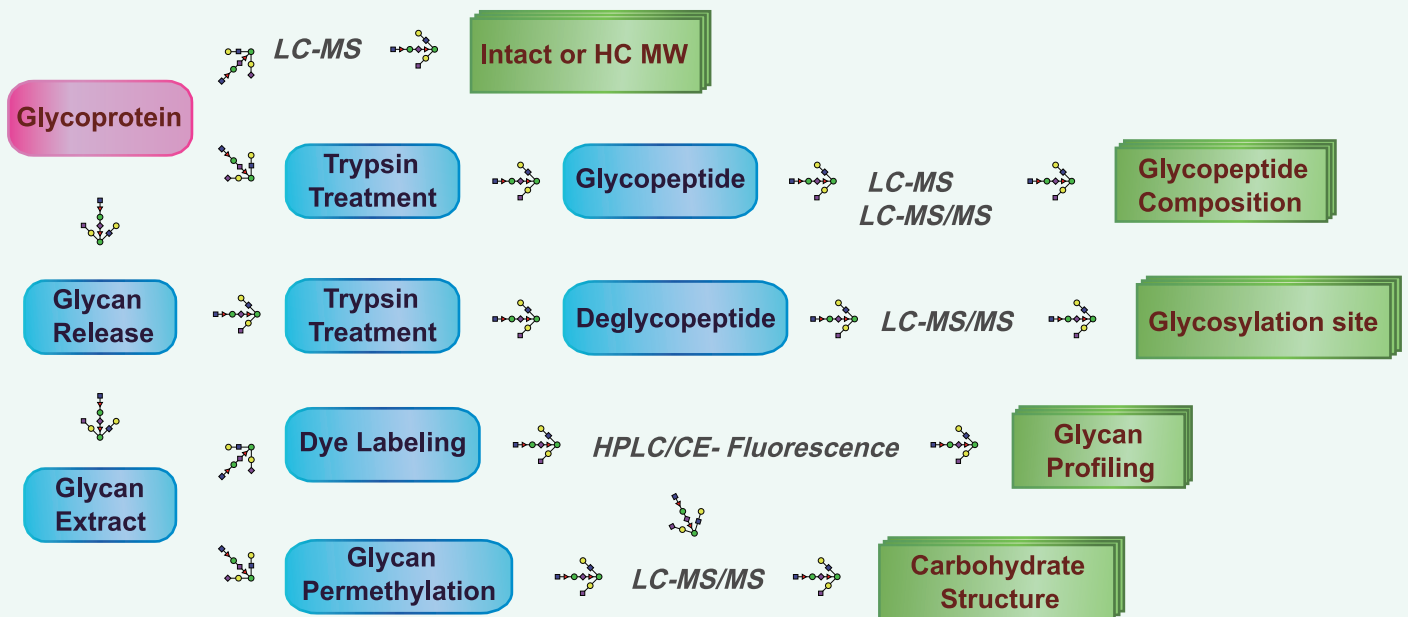 LC-MS
Intact or HC MW
Glycoprotein
Trypsin
Treatment
Glycopeptide
LC-MS
LC-MS/MS
Glycopeptide
Composition
Glycan
Release
Trypsin
Treatment
Deglycopeptide
LC-MS/MS
Glycosylation site
Dye Labeling
HPLC/CE- Fluorescence
Glycan
Profiling
Glycan
Extract
Glycan
Permethylation
LC-MS/MS
Carbohydrate
Structure